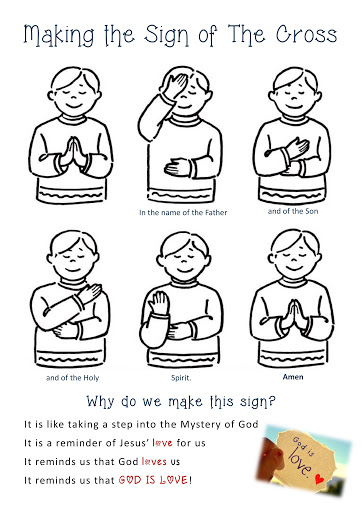 Making the Sign of The Cross
In the name of the Father
and of the Son
and of the Holy
Spirit.
Amen
Why do we make this sign?
It is like taking a step into the Mystery of God
It is a reminder of Jesus' love for us
It reminds us that God loves us
It reminds us that GOD IS LOVE!
God is
love.